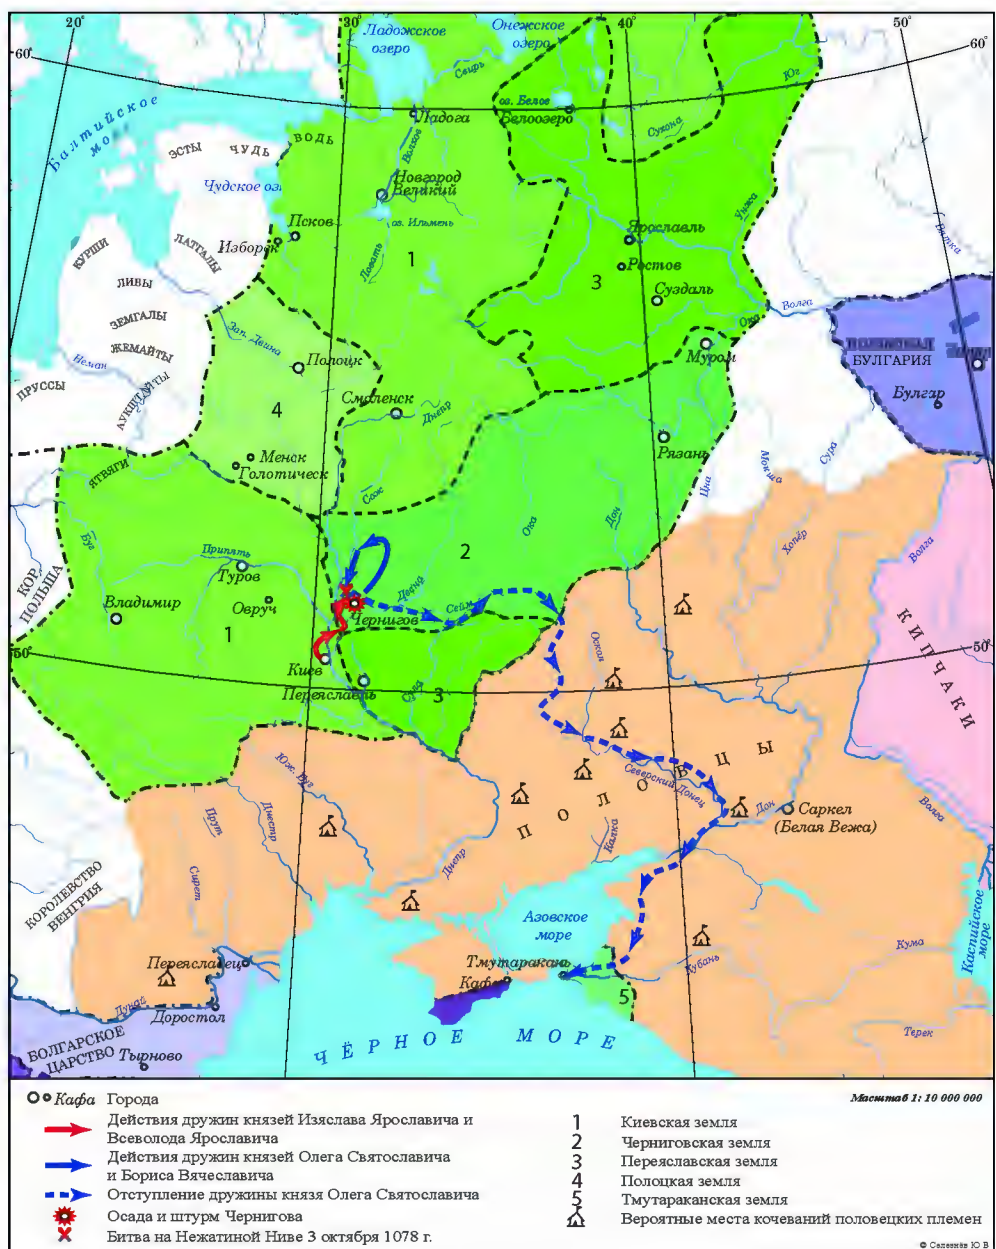 20°
30°
40°
50°
60°
60°
Ладожское
озеро
Онежское
озеро
Свирь
Юг
оз. Белое
Белоозеро
Сухона
Балтийское
море
Ладога
Волхов
ВОДЬ
ЭСТЫ
ЧУДЬ
Чудское оз.
Новгород
Великий
оз. Ильмень
Унжа
Вятка
Псков
Изборск
Ловать
1
Ярославль
Ростов
3
Суздаль
КУРШИ
ЛАТГАЛЫ
ЛИВЫ
ЗЕМГАЛЫ
ЖЕМАЙТЫ
Неман
ПРУССЫ
АУКШТАЙТЫ
Зап. Двина
Полоцк
4
Волга
Ока
Муром
БУЛГАРИЯ
Булгар
Смоленск
Днепр
Рязань
Менск
Голотическ
ЯТВЯГИ
Сож
Цна
Мокша
Сура
Буг
Припять
Туров
Овруч
Владимир
1
КОР.
ПОЛЬША
2
Ока
Дон
Хопёр
Волга
Десна
Сейм
Чернигов
50°
50°
Киев
Переяславль
Сула
3
Оскол
КИПЧАКИ
Юж. Буг
Днестр
Прут
Сирет
ПОЛОВЦЫ
Северский Донец
Дон
Саркел
(Белая Вежа)
Волга
Калка
Днепр
КОРОЛЕВСТВО
ВЕНГРИЯ
Азовское
море
Каспийское
море
Переяславец
Тмутаракань
Кафа
Кубань
Кума
5
Дунай
Доростол
БОЛГАРСКОЕ
ЦАРСТВО
Тырново
ЧЁРНОЕ МОРЕ
Терек
Кафа Города
Действия дружин князей Изяслава Ярославича и
Всеволода Ярославича
Действия дружин князей Олега Святославича
и Бориса Вячеславича
Отступление дружины князя Олега Святославича
Осада и штурм Чернигова
Битва на Нежатиной Ниве 3 октября 1078 г.
Масштаб 1: 10 000 000
1 Киевская земля
2 Черниговская земля
3 Переяславская земля
4 Полоцкая земля
5 Тмутараканская земля
Вероятные места кочеваний половецких племен
© Селезнёв Ю В